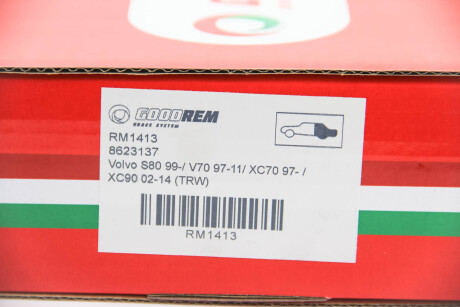 GOODREM
BRAKE SYSTEM
RM1413
8623137
Volvo S80 99-/ V70 97-11/ XC70 97- /
XC90 02-14 (TRW)
RM1413